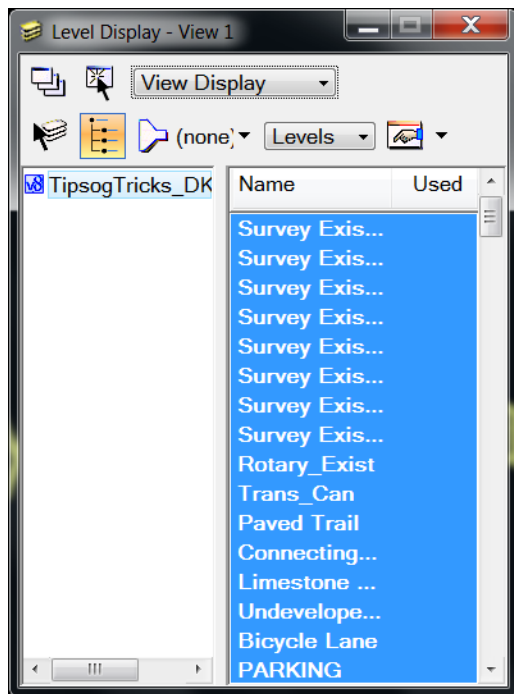 Level Display - View 1
View Display
(none) Levels
v8 TipsogTricks_DK
Name Used
Survey Exis...
Survey Exis...
Survey Exis...
Survey Exis...
Survey Exis...
Survey Exis...
Survey Exis...
Survey Exis...
Rotary_Exist
Trans_Can
Paved Trail
Connecting...
Limestone ...
Undevelope...
Bicycle Lane
PARKING